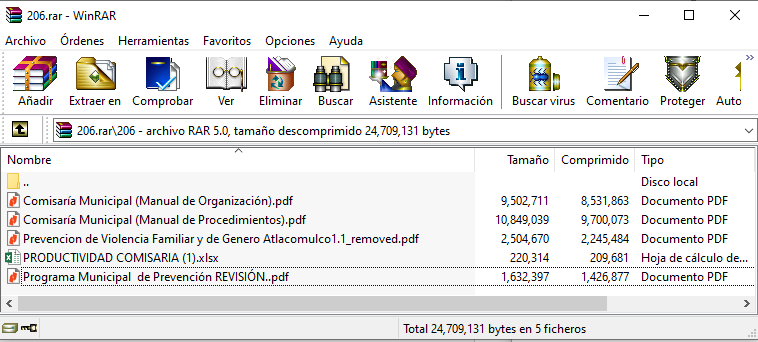 206.rar - WinRAR
Archivo Órdenes Herramientas Favoritos Opciones Ayuda
Añadir Extraer en Comprobar Ver Eliminar Buscar Asistente Información Buscar virus Comentario Proteger Auto
206.rar\206 - archivo RAR 5.0, tamaño descomprimido 24,709,131 bytes
Nombre Tamaño Comprimido Tipo
.. Disco local
Comisaría Municipal (Manual de Organización).pdf 9,502,711 8,531,863 Documento PDF
Comisaría Municipal (Manual de Procedimientos).pdf 10,849,039 9,700,073 Documento PDF
Prevencion de Violencia Familiar y de Genero Atlacomulco1.1_removed.pdf 2,504,670 2,245,484 Documento PDF
PRODUCTIVIDAD COMISARIA (1).xlsx 220,314 209,681 Hoja de cálculo de...
Programa Municipal  de Prevención REVISIÓN..pdf 1,632,397 1,426,877 Documento PDF
Total 24,709,131 bytes en 5 ficheros